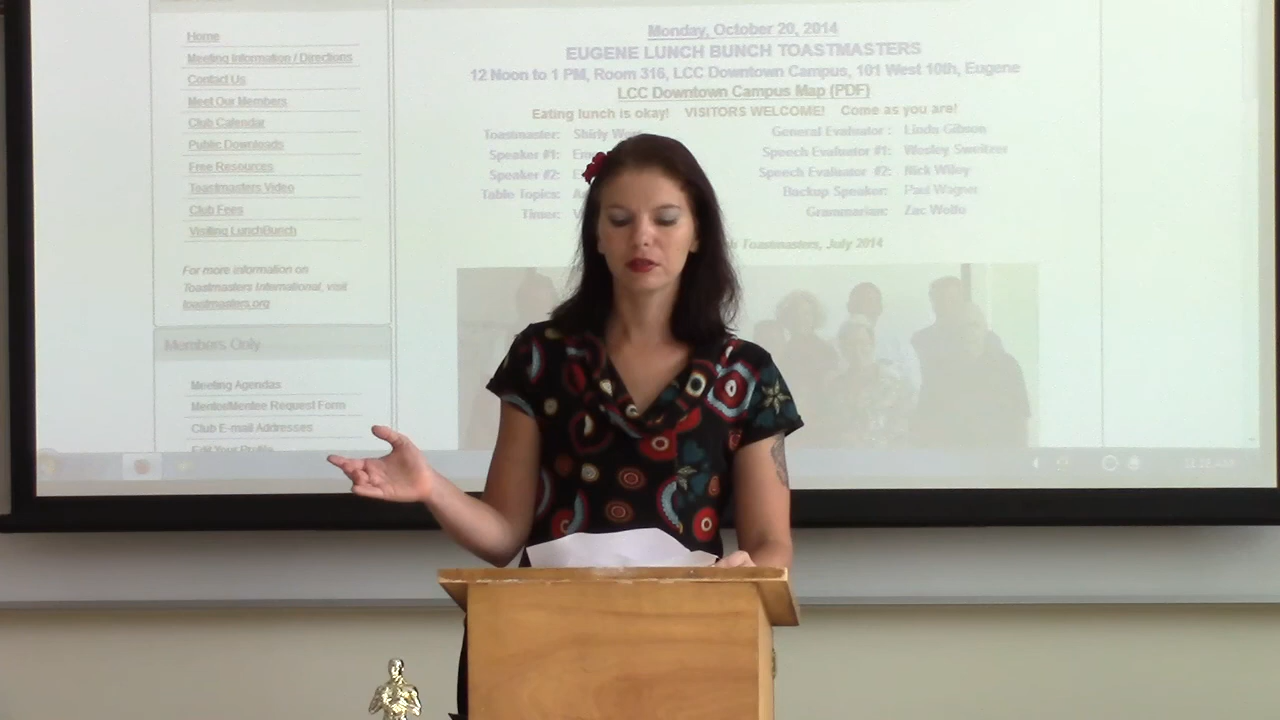 Home
Meeting Information / Directions
Contact Us
Meet Our Members
Club Calendar
Public Downloads
Free Resources
Toastmasters Video
Club Fees
Visiting LunchBunch
For more information on
Toastmasters International, visit
toastmasters.org
Members Only
Meeting Agendas
Mentor/Mentee Request Form
Club E-mail Addresses
Edit Your Profile
Monday, October 20, 2014
EUGENE LUNCH BUNCH TOASTMASTERS
12 Noon to 1 PM, Room 316, LCC Downtown Campus, 101 West 10th, Eugene
LCC Downtown Campus Map (PDF)
Eating lunch is okay! VISITORS WELCOME! Come as you are!
Toastmaster: Shirly
General Evaluator : Linda Gibson
Speaker #1:
Speech Evaluator #1: Wesley Sweitzer
Speaker #2:
Speech Evaluator #2: Nick Wiley
Table Topics:
Backup Speaker: Paul Wagner
Timer:
Grammarian: Zac Wolfe
Toastmasters, July 2014